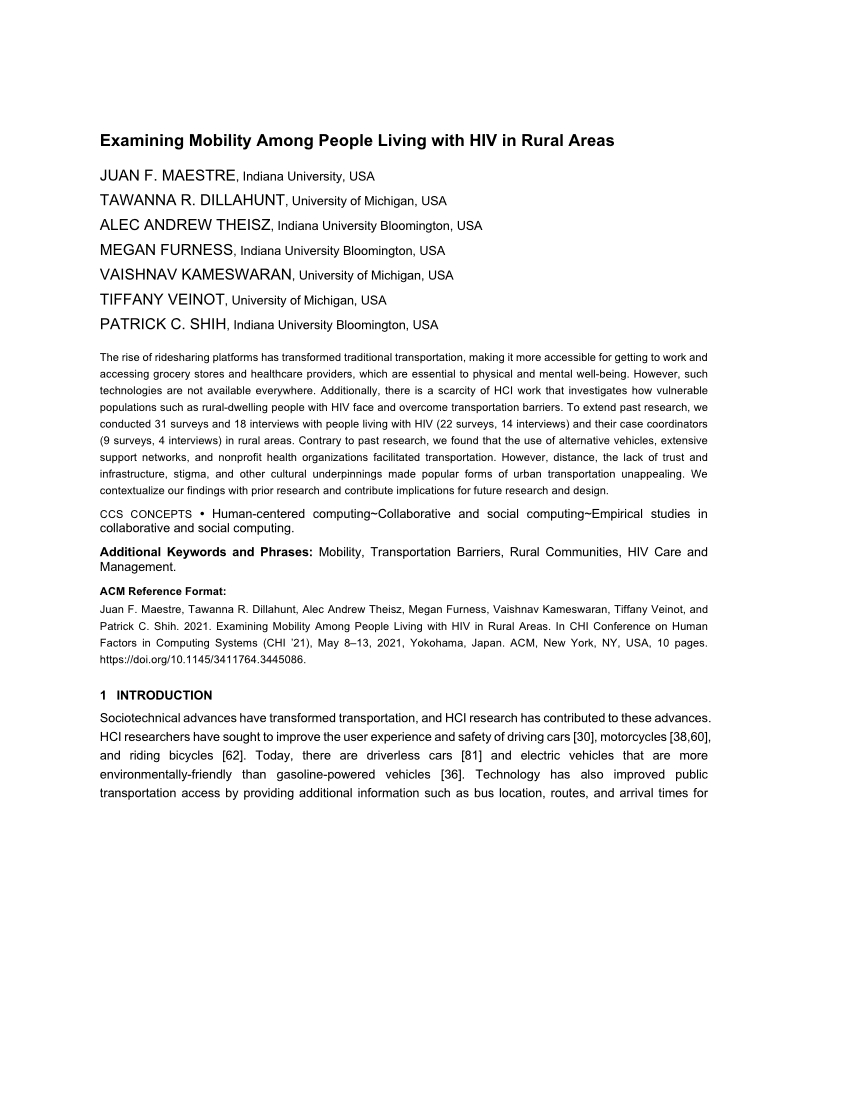 Examining Mobility Among People Living with HIV in Rural Areas
JUAN F. MAESTRE, Indiana University, USA
TAWANNA R. DILLAHUNT, University of Michigan, USA
ALEC ANDREW THEISZ, Indiana University Bloomington, USA
MEGAN FURNESS, Indiana University Bloomington, USA
VAISHNAV KAMESWARAN, University of Michigan, USA
TIFFANY VEINOT, University of Michigan, USA
PATRICK C. SHIH, Indiana University Bloomington, USA
The rise of ridesharing platforms has transformed traditional transportation, making it more accessible for getting to work and
accessing grocery stores and healthcare providers, which are essential to physical and mental well-being. However, such
technologies are not available everywhere. Additionally, there is a scarcity of HCI work that investigates how vulnerable
populations such as rural-dwelling people with HIV face and overcome transportation barriers. To extend past research, we
conducted 31 surveys and 18 interviews with people living with HIV (22 surveys, 14 interviews) and their case coordinators
(9 surveys, 4 interviews) in rural areas. Contrary to past research, we found that the use of alternative vehicles, extensive
support networks, and nonprofit health organizations facilitated transportation. However, distance, the lack of trust and
infrastructure, stigma, and other cultural underpinnings made popular forms of urban transportation unappealing. We
contextualize our findings with prior research and contribute implications for future research and design.
CCS CONCEPTS • Human-centered computing~Collaborative and social computing~Empirical studies in
collaborative and social computing.
Additional Keywords and Phrases: Mobility, Transportation Barriers, Rural Communities, HIV Care and
Management.
ACM Reference Format:
Juan F. Maestre, Tawanna R. Dillahunt, Alec Andrew Theisz, Megan Furness, Vaishnav Kameswaran, Tiffany Veinot, and
Patrick C. Shih. 2021. Examining Mobility Among People Living with HIV in Rural Areas. In CHI Conference on Human
Factors in Computing Systems (CHI ’21), May 8–13, 2021, Yokohama, Japan. ACM, New York, NY, USA, 10 pages.
https://doi.org/10.1145/3411764.3445086.
1 INTRODUCTION
Sociotechnical advances have transformed transportation, and HCI research has contributed to these advances.
HCI researchers have sought to improve the user experience and safety of driving cars [30], motorcycles [38,60],
and riding bicycles [62]. Today, there are driverless cars [81] and electric vehicles that are more
environmentally-friendly than gasoline-powered vehicles [36]. Technology has also improved public
transportation access by providing additional information such as bus location, routes, and arrival times for